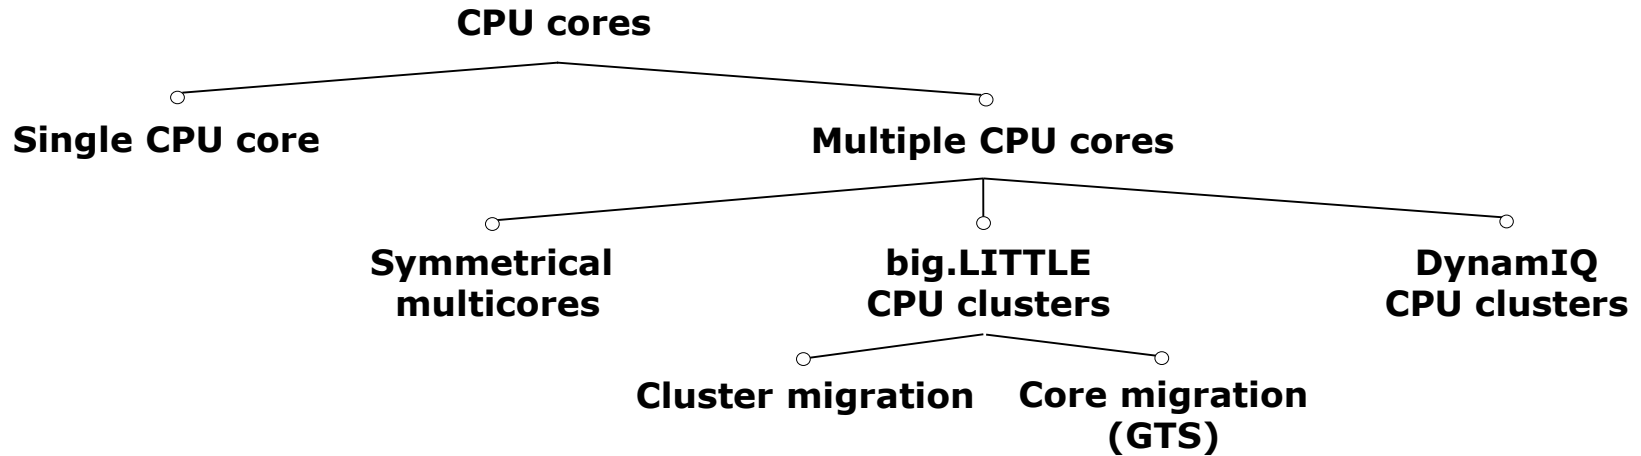 CPU cores
Single CPU core
Multiple CPU cores
Symmetrical
multicores
big.LITTLE
CPU clusters
DynamIQ
CPU clusters
Cluster migration
Core migration
(GTS)